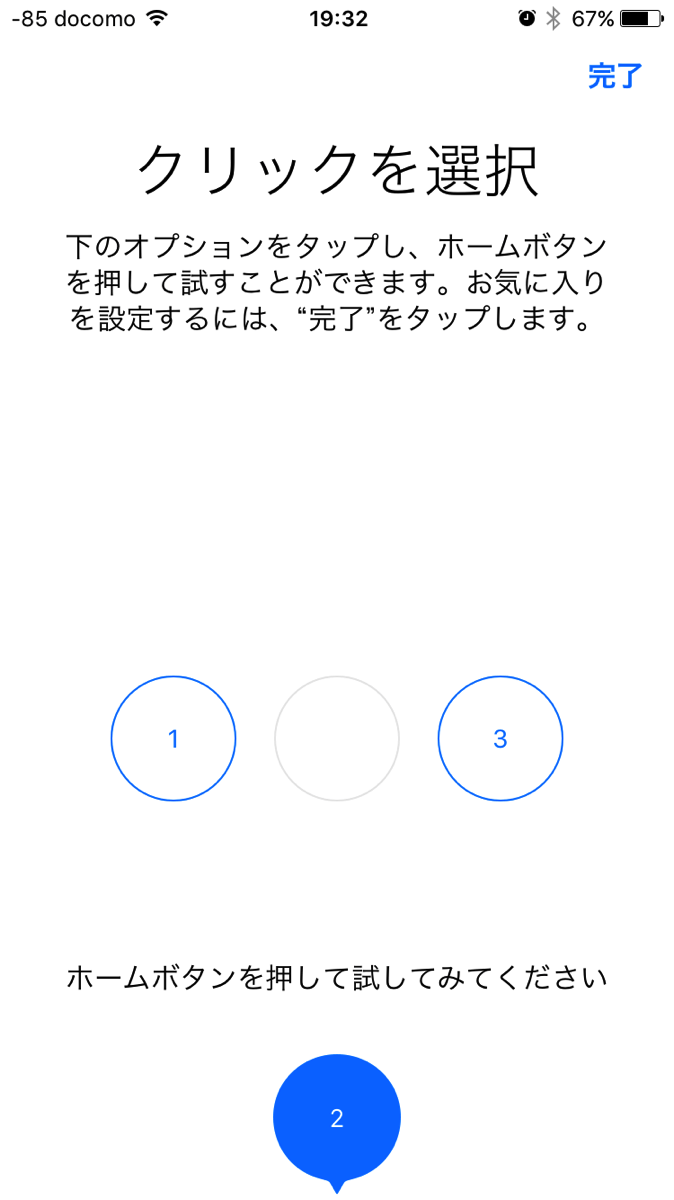 -85 docomo 19:32 67%
完了
クリックを選択
下のオプションをタップし、ホームボタン
を押して試すことができます。お気に入り
を設定するには、“完了”をタップします。
1 3
ホームボタンを押して試してみてください
2